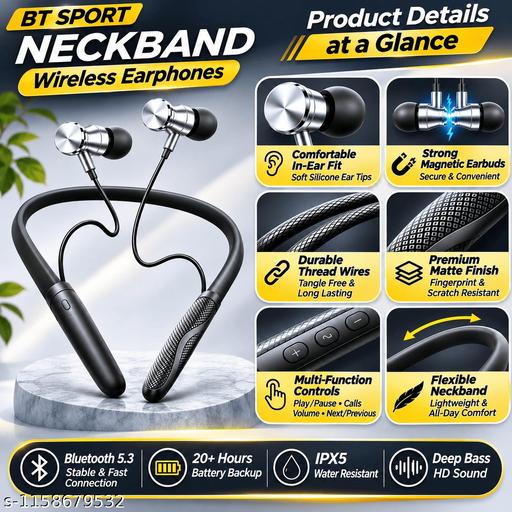 BT SPORT
NECKBAND
Wireless Earphones
Product Details
at a Glance
Comfortable
In-Ear Fit
Soft Silicone Ear Tips
Strong
Magnetic Earbuds
Secure & Convenient
Durable
Thread Wires
Tangle Free &
Long Lasting
Premium
Matte Finish
Fingerprint &
Scratch Resistant
Multi-Function
Controls
Play/Pause • Calls
Volume • Next/Previous
Flexible
Neckband
Lightweight &
All-Day Comfort
Bluetooth 5.3
Stable & Fast
Connection
20+ Hours
Battery Backup
IPX5
Water Resistant
Deep Bass
HD Sound
s-1158679532